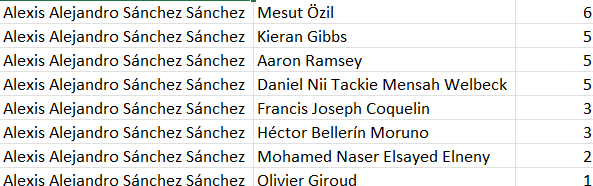 Alexis Alejandro Sánchez Sánchez Mesut Özil 6
Alexis Alejandro Sánchez Sánchez Kieran Gibbs 5
Alexis Alejandro Sánchez Sánchez Aaron Ramsey 5
Alexis Alejandro Sánchez Sánchez Daniel Nii Tackie Mensah Welbeck 5
Alexis Alejandro Sánchez Sánchez Francis Joseph Coquelin 3
Alexis Alejandro Sánchez Sánchez Héctor Bellerín Moruno 3
Alexis Alejandro Sánchez Sánchez Mohamed Naser Elsayed Elneny 2
Alexis Alejandro Sánchez Sánchez Olivier Giroud 1